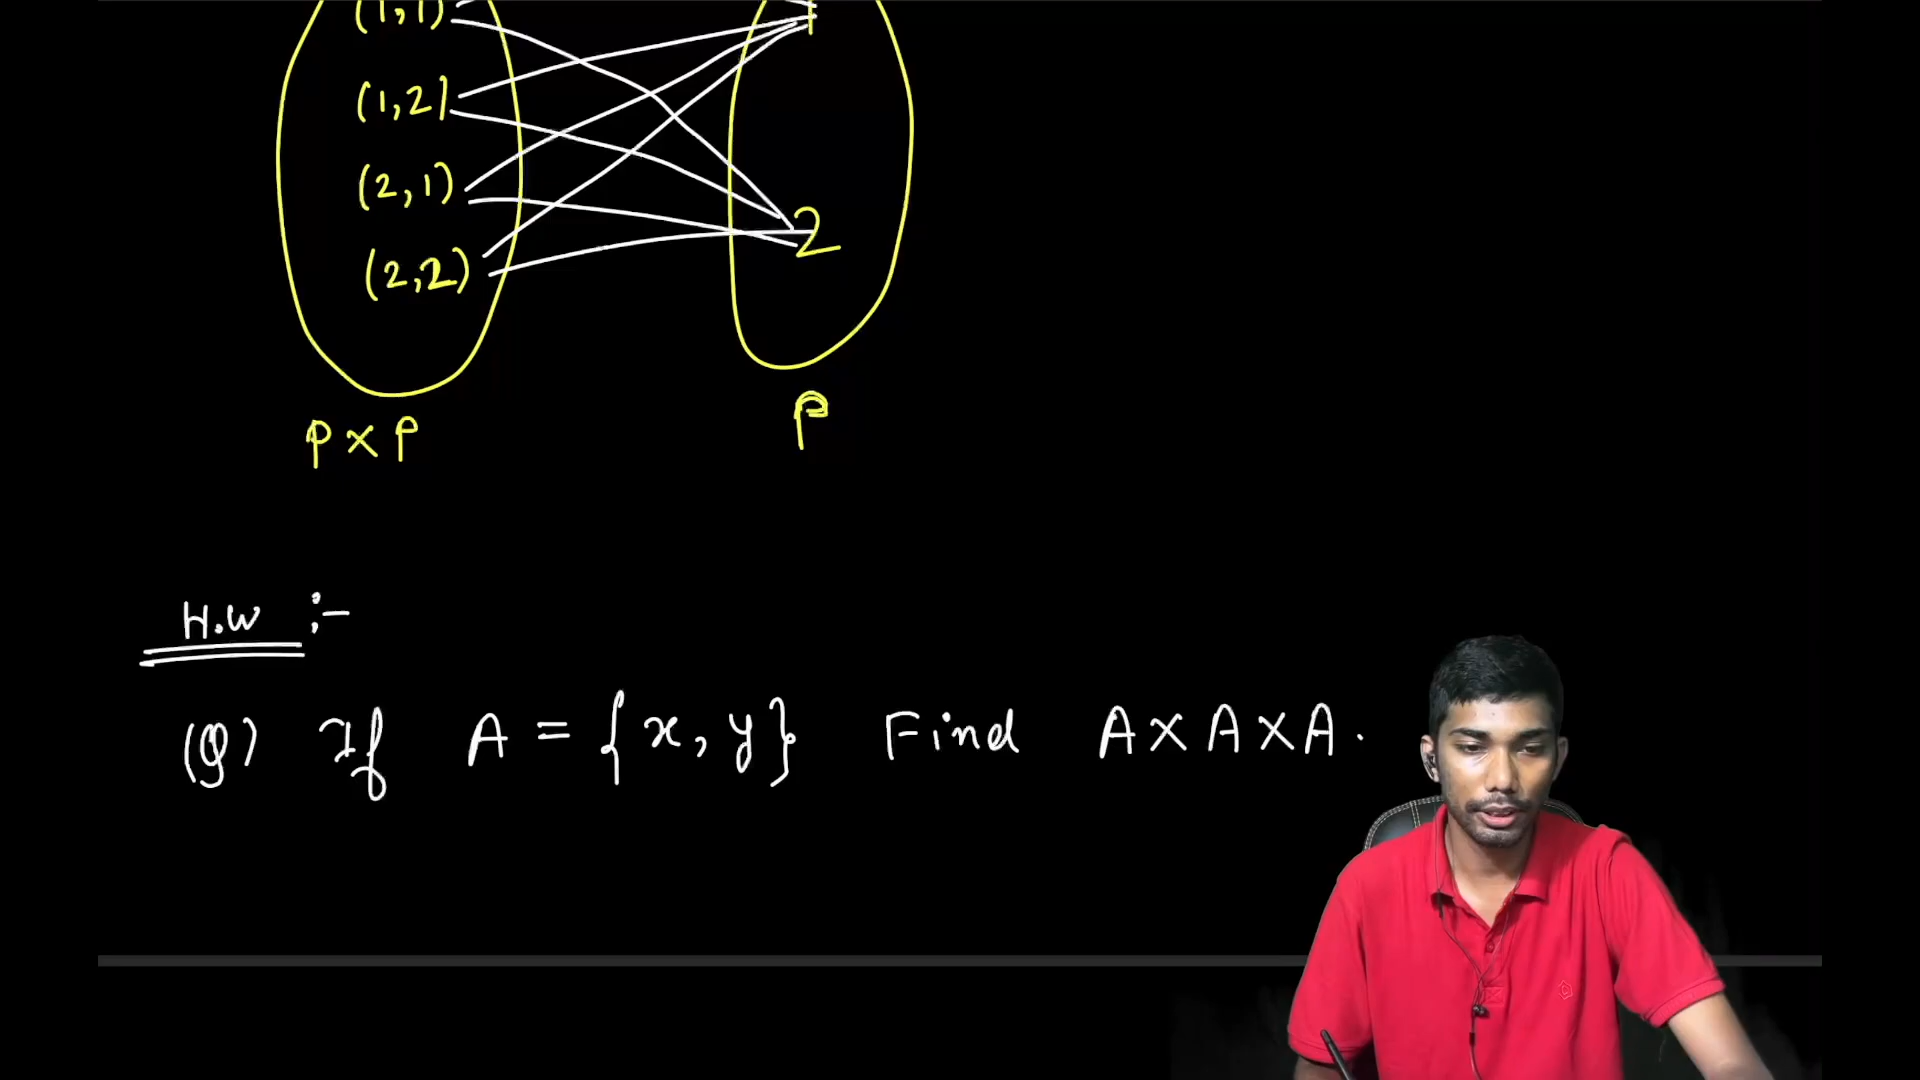 (1,1) 1
(1,2)
(2,1) 2
(2,2)
P × P P
H.W :-
(Q) If A = {x, y} Find A×A×A.